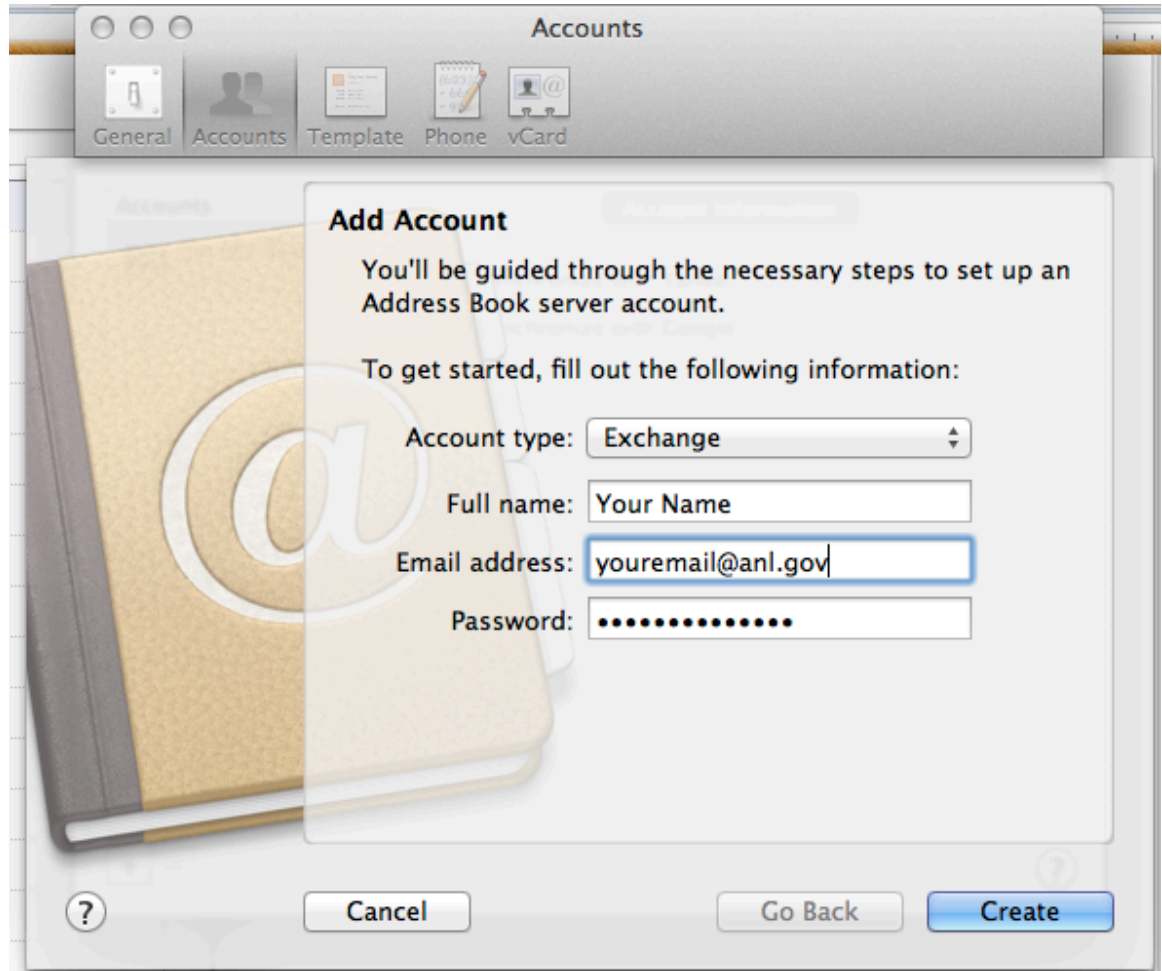 Accounts
General Accounts Template Phone vCard
Accounts
Add Account
You'll be guided through the necessary steps to set up an
Address Book server account.
To get started, fill out the following information:
Account type: Exchange
Full name: Your Name
Email address: youremail@anl.gov
Password: ••••••••••••••
? Cancel Go Back Create